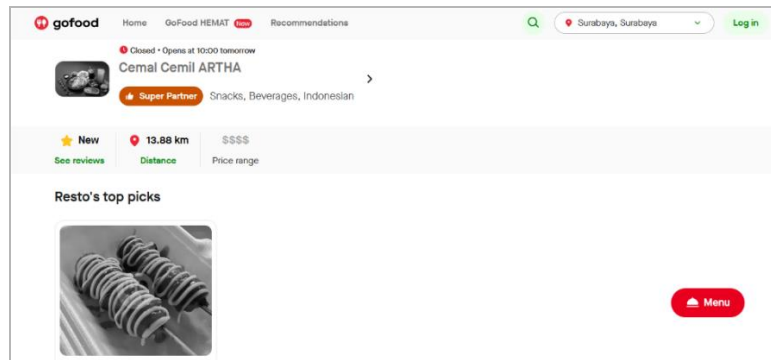 gofood Home GoFood HEMAT New Recommendations Surabaya, Surabaya Log in
Closed • Opens at 10:00 tomorrow
Cemal Cemil ARTHA
Super Partner Snacks, Beverages, Indonesian
New 13.88 km $$$$
See reviews Distance Price range
Resto's top picks
Menu